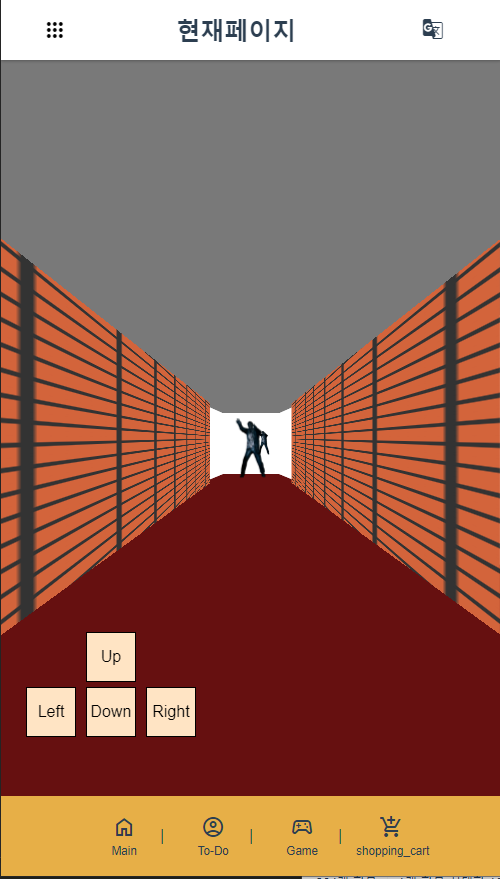 현재페이지
Up
Left Down Right
Main | To-Do | Game | shopping_cart